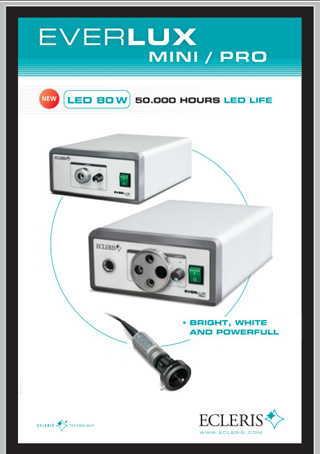 EVERLUX
MINI / PRO
NEW
LED 80W
50.000 HOURS LED LIFE
ECLERIS
EVERLUX
ECLERIS
EVERLUX
PRO
• BRIGHT, WHITE
AND POWERFULL
ECLERIS TECHNOLOGY
ECLERIS
WWW.ECLERIS.COM